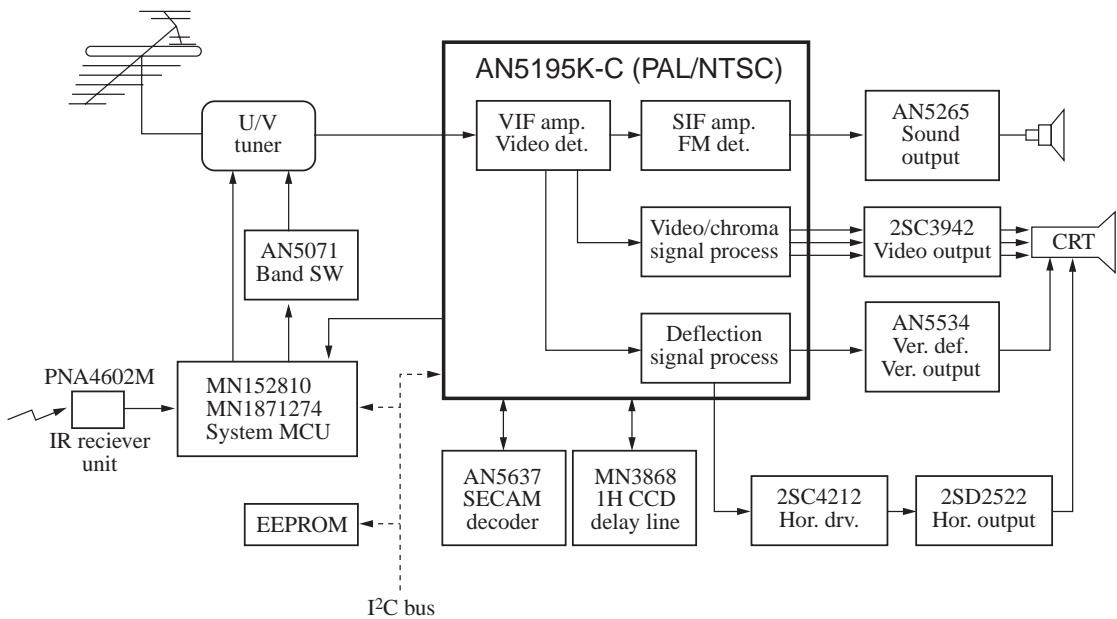 AN5195K-C (PAL/NTSC)
U/V
tuner
VIF amp.
Video det.
SIF amp.
FM det.
AN5265
Sound
output
AN5071
Band SW
Video/chroma
signal process
2SC3942
Video output
CRT
Deflection
signal process
AN5534
Ver. def.
Ver. output
PNA4602M
IR reciever
unit
MN152810
MN1871274
System MCU
AN5637
SECAM
decoder
MN3868
1H CCD
delay line
2SC4212
Hor. drv.
2SD2522
Hor. output
EEPROM
I²C bus